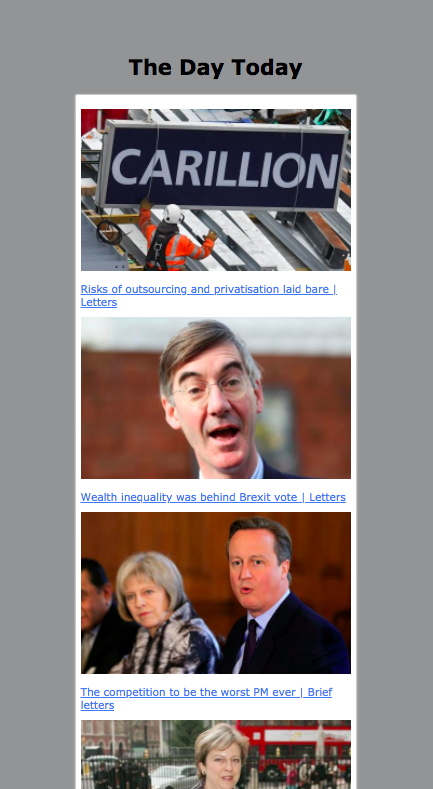 The Day Today
CARILLION
Risks of outsourcing and privatisation laid bare |
Letters
Wealth inequality was behind Brexit vote | Letters
The competition to be the worst PM ever | Brief
letters